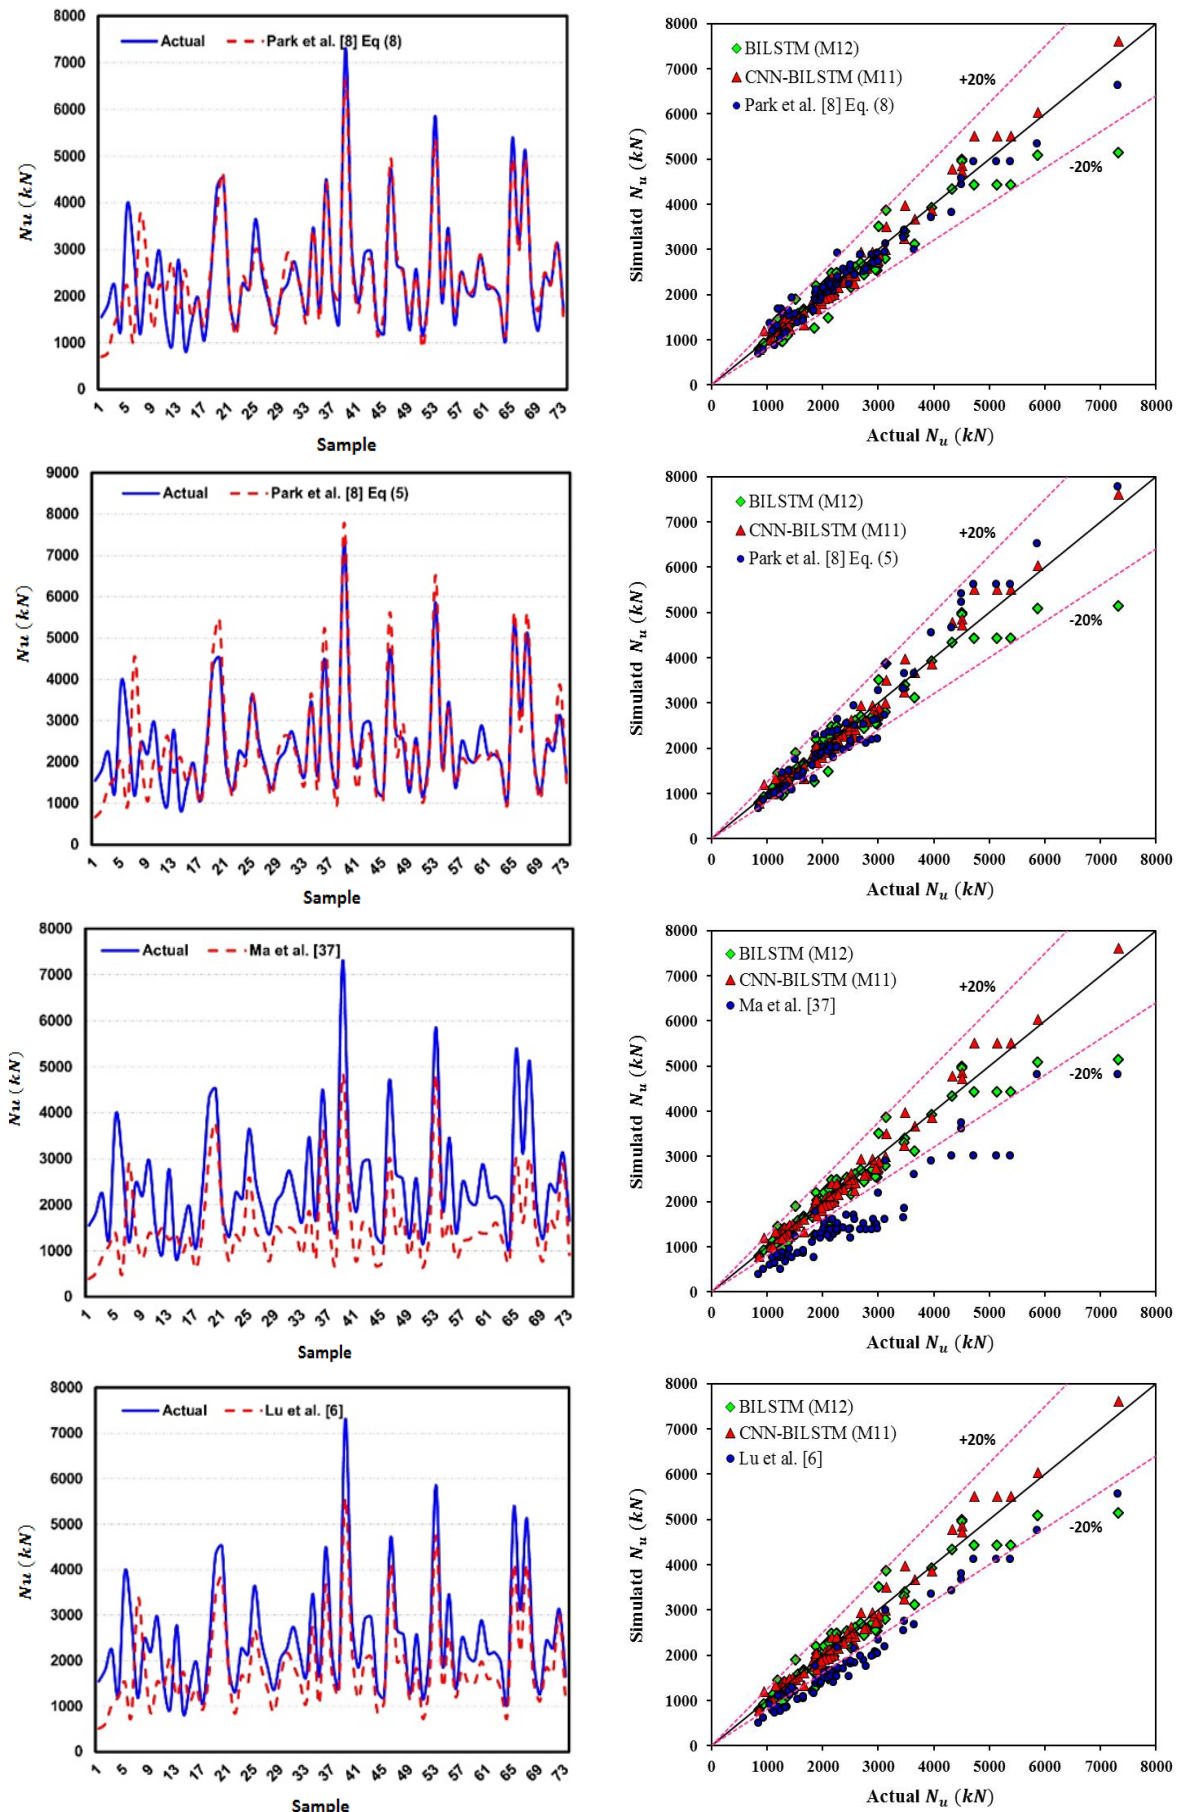 8000
7000
6000
5000
4000
3000
2000
1000
0
Nu (kN)
Actual
Park et al. [8] Eq (8)
1 5 9 13 17 21 25 29 33 37 41 45 49 53 57 61 65 69 73
Sample
8000
7000
6000
5000
4000
3000
2000
1000
0
Simulatd N_u (kN)
BILSTM (M12)
CNN-BILSTM (M11)
Park et al. [8] Eq. (8)
+20%
-20%
0 1000 2000 3000 4000 5000 6000 7000 8000
Actual N_u (kN)
9000
8000
7000
6000
5000
4000
3000
2000
1000
0
Nu (kN)
Actual
Park et al. [8] Eq (5)
1 5 9 13 17 21 25 29 33 37 41 45 49 53 57 61 65 69 73
Sample
8000
7000
6000
5000
4000
3000
2000
1000
0
Simulatd N_u (kN)
BILSTM (M12)
CNN-BILSTM (M11)
Park et al. [8] Eq. (5)
+20%
-20%
0 1000 2000 3000 4000 5000 6000 7000 8000
Actual N_u (kN)
8000
7000
6000
5000
4000
3000
2000
1000
0
Nu (kN)
Actual
Ma et al. [37]
1 5 9 13 17 21 25 29 33 37 41 45 49 53 57 61 65 69 73
Sample
8000
7000
6000
5000
4000
3000
2000
1000
0
Simulatd N_u (kN)
BILSTM (M12)
CNN-BILSTM (M11)
Ma et al. [37]
+20%
-20%
0 1000 2000 3000 4000 5000 6000 7000 8000
Actual N_u (kN)
8000
7000
6000
5000
4000
3000
2000
1000
0
Nu (kN)
Actual
Lu et al. [6]
1 5 9 13 17 21 25 29 33 37 41 45 49 53 57 61 65 69 73
Sample
8000
7000
6000
5000
4000
3000
2000
1000
0
Simulatd N_u (kN)
BILSTM (M12)
CNN-BILSTM (M11)
Lu et al. [6]
+20%
-20%
0 1000 2000 3000 4000 5000 6000 7000 8000
Actual N_u (kN)